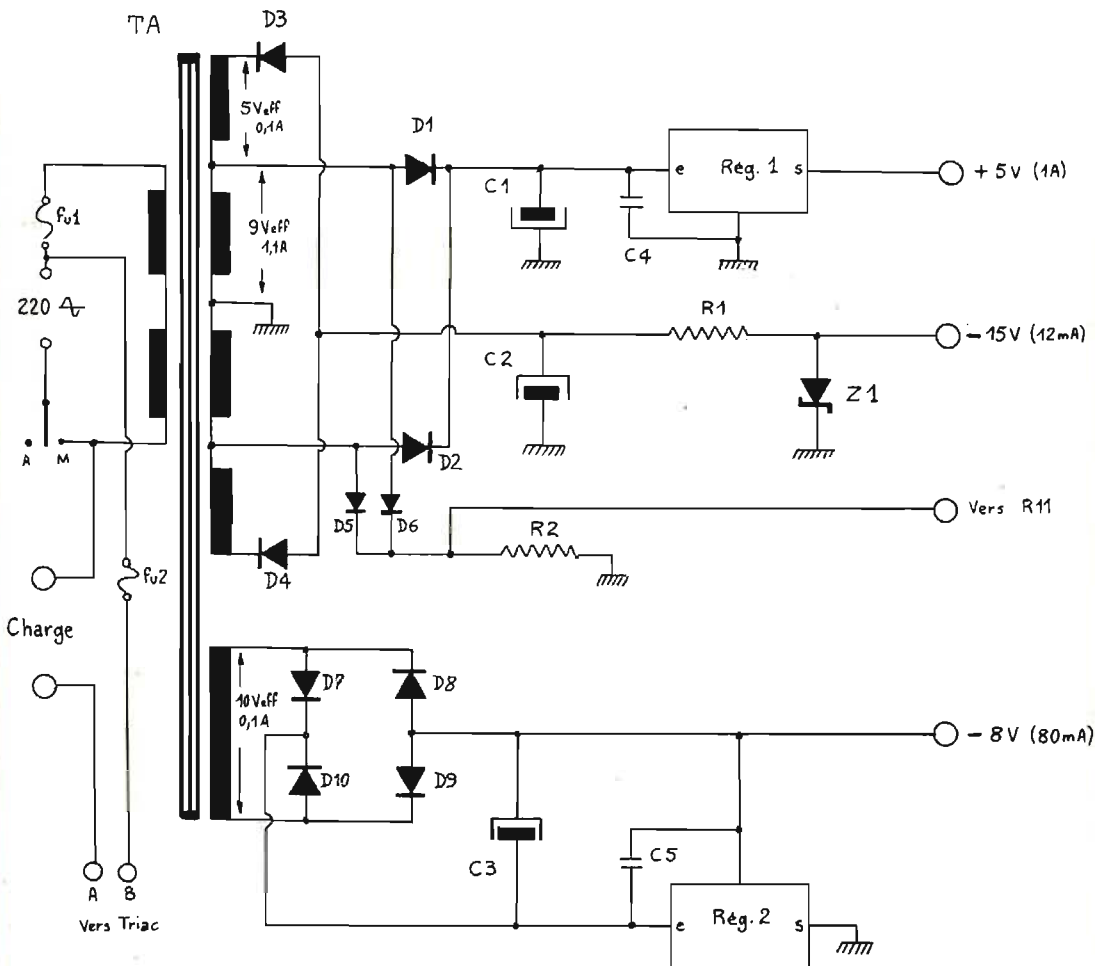 TA
D3
5Veff
0,1A
D1
C1
e Rég. 1 s
+ 5V (1A)
fu1
9Veff
1,1A
C4
220
R1
C2
- 15V (12mA)
Z1
A M
D2
D5 D6
Vers R11
R2
D4
fu2
Charge
10Veff
0,1A
D7 D8
- 8V (80mA)
D10 D9
C3
C5
A B
Vers Triac
e Rég. 2 s